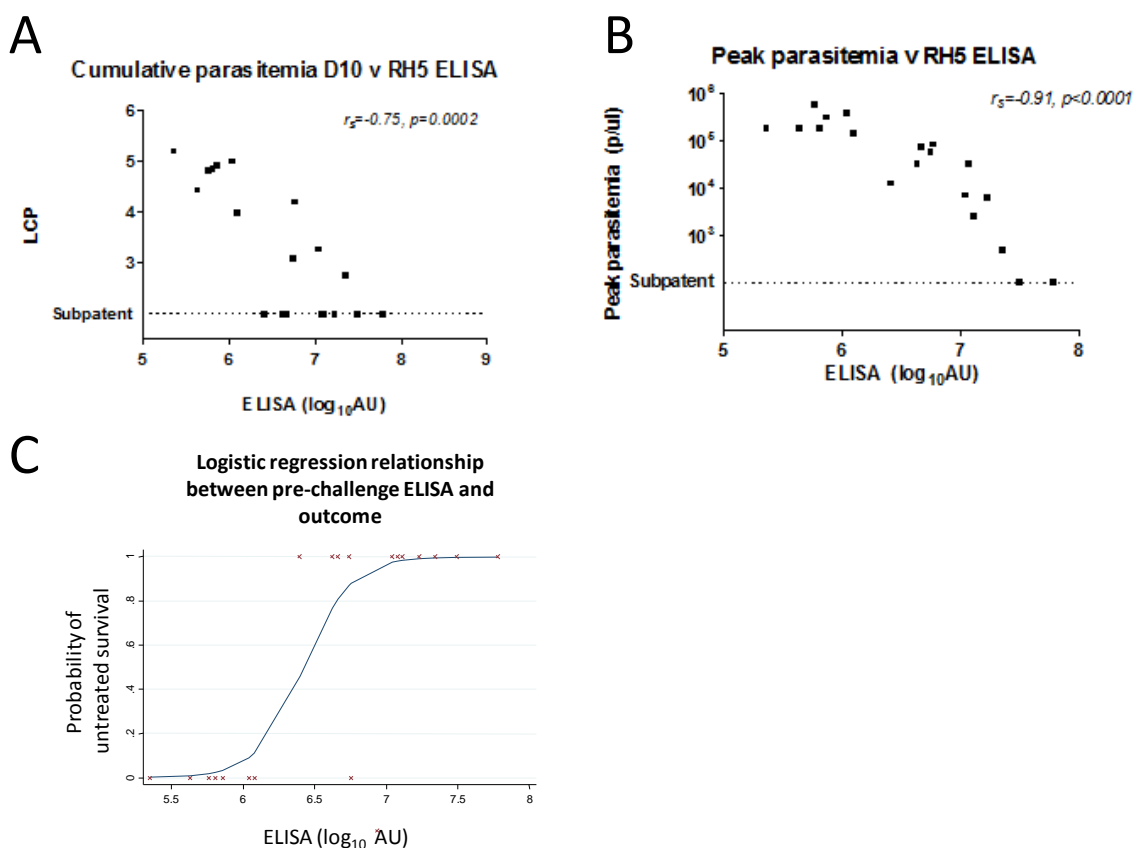 A
Cumulative parasitemia D10 v RH5 ELISA
rs=-0.75, p=0.0002
6
5
4
3
LCP
Subpatent
5 6 7 8 9
ELISA (log10AU)
B
Peak parasitemia v RH5 ELISA
rs=-0.91, p<0.0001
10^6
10^4
10^3
Peak parasitemia (p/ul)
Subpatent
5 6 7 8
ELISA (log10AU)
C
Logistic regression relationship
between pre-challenge ELISA and
outcome
Probability of
untreated survival
1
.8
.6
.4
.2
0
5.5 6 6.5 7 7.5 8
ELISA (log10 AU)